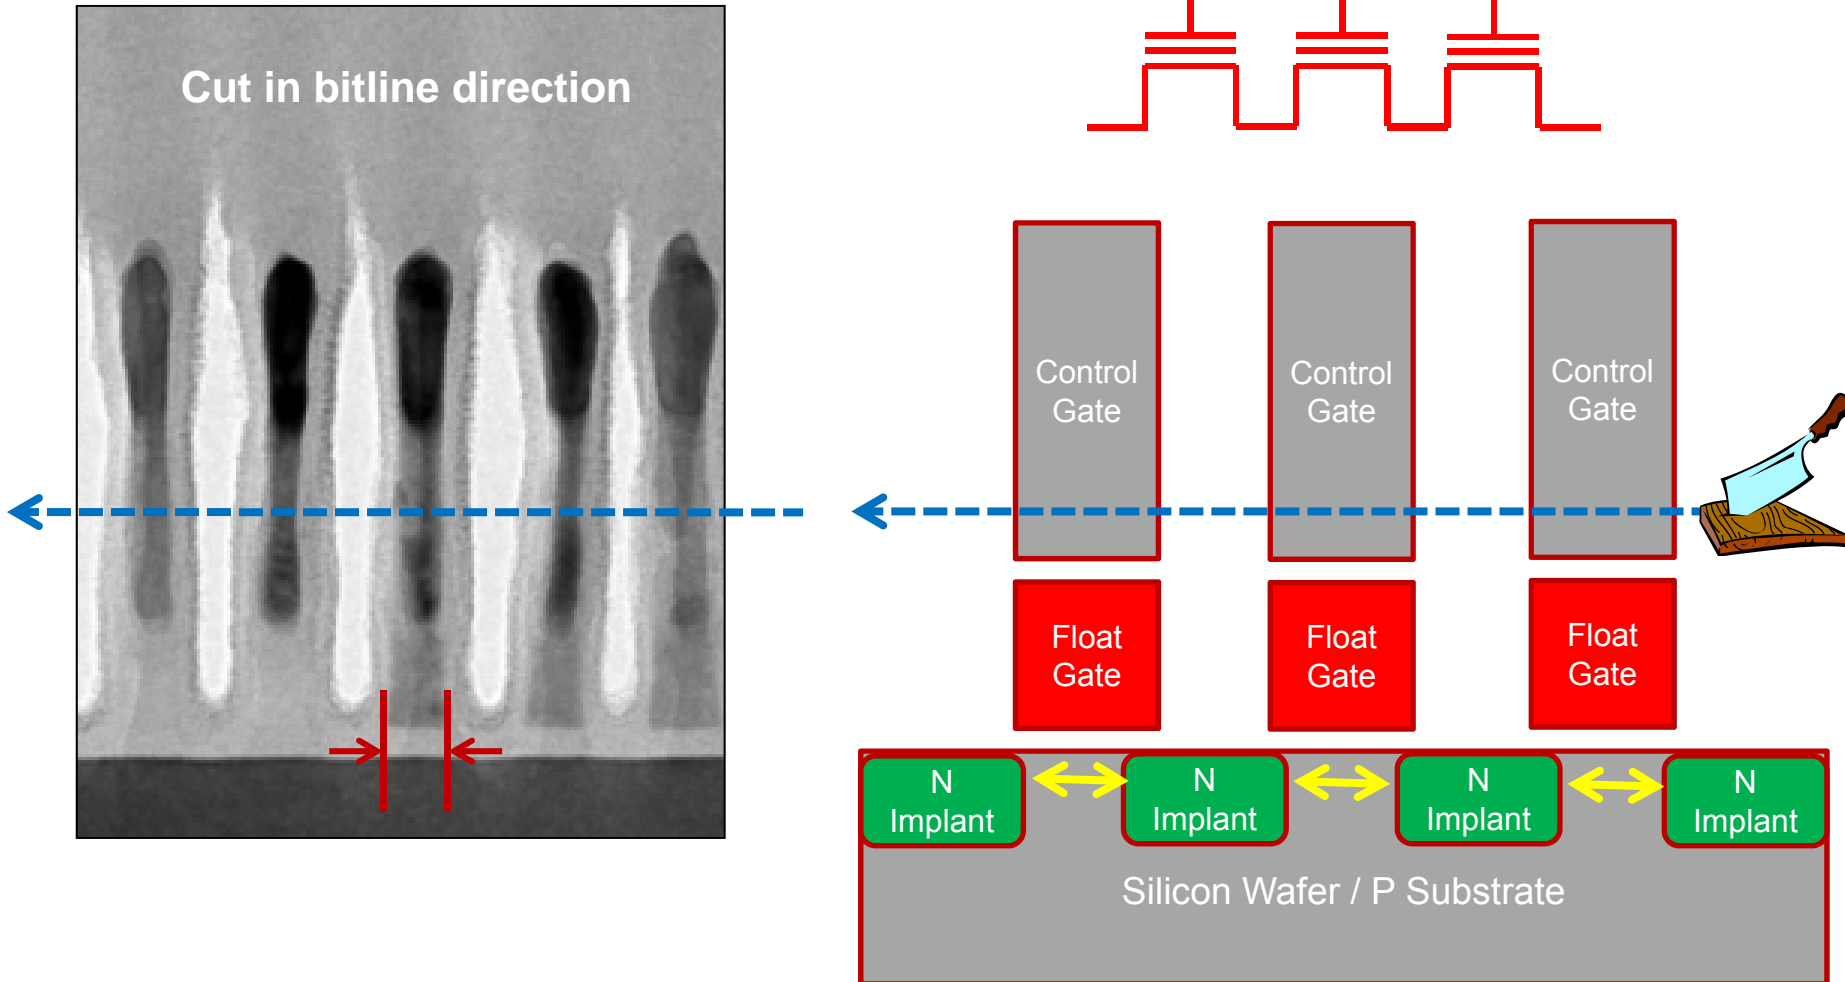 Cut in bitline direction
Control
Gate
Control
Gate
Control
Gate
Float
Gate
Float
Gate
Float
Gate
N
Implant
N
Implant
N
Implant
N
Implant
Silicon Wafer / P Substrate